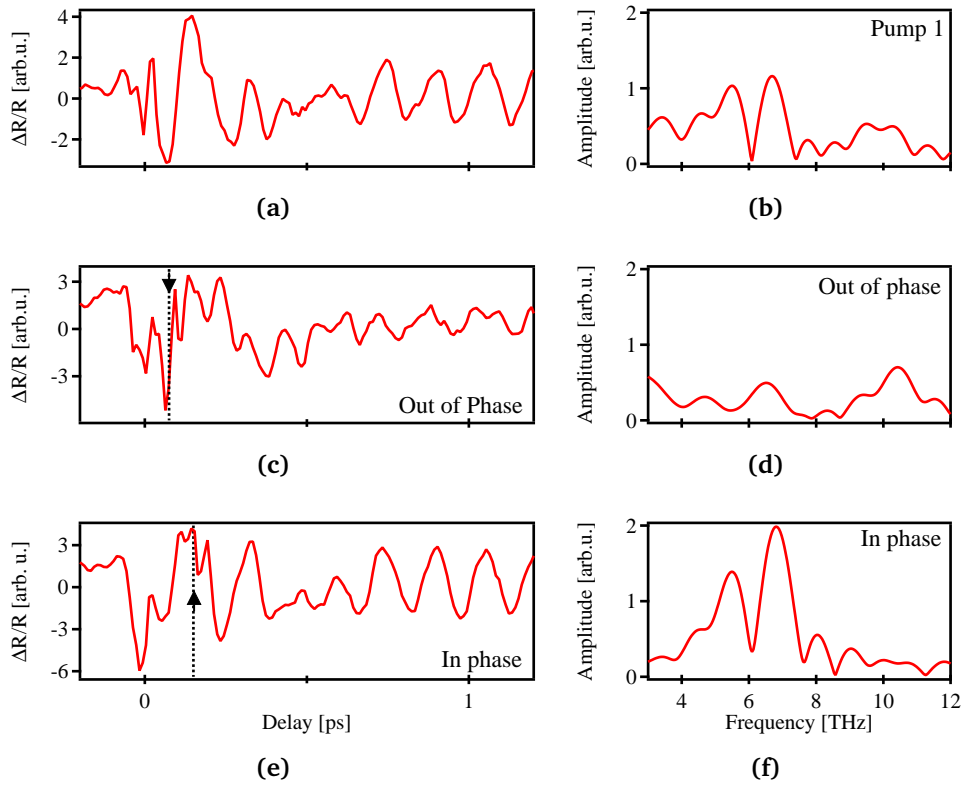 ΔR/R [arb.u.]
4
2
0
-2
(a)
Amplitude [arb.u.]
2
1
0
Pump 1
(b)
ΔR/R [arb.u.]
3
0
-3
Out of Phase
(c)
Amplitude [arb.u.]
2
1
0
Out of phase
(d)
ΔR/R [arb. u.]
3
0
-3
-6
In phase
0
1
Delay [ps]
(e)
Amplitude [arb.u.]
2
1
0
In phase
4 6 8 10 12
Frequency [THz]
(f)